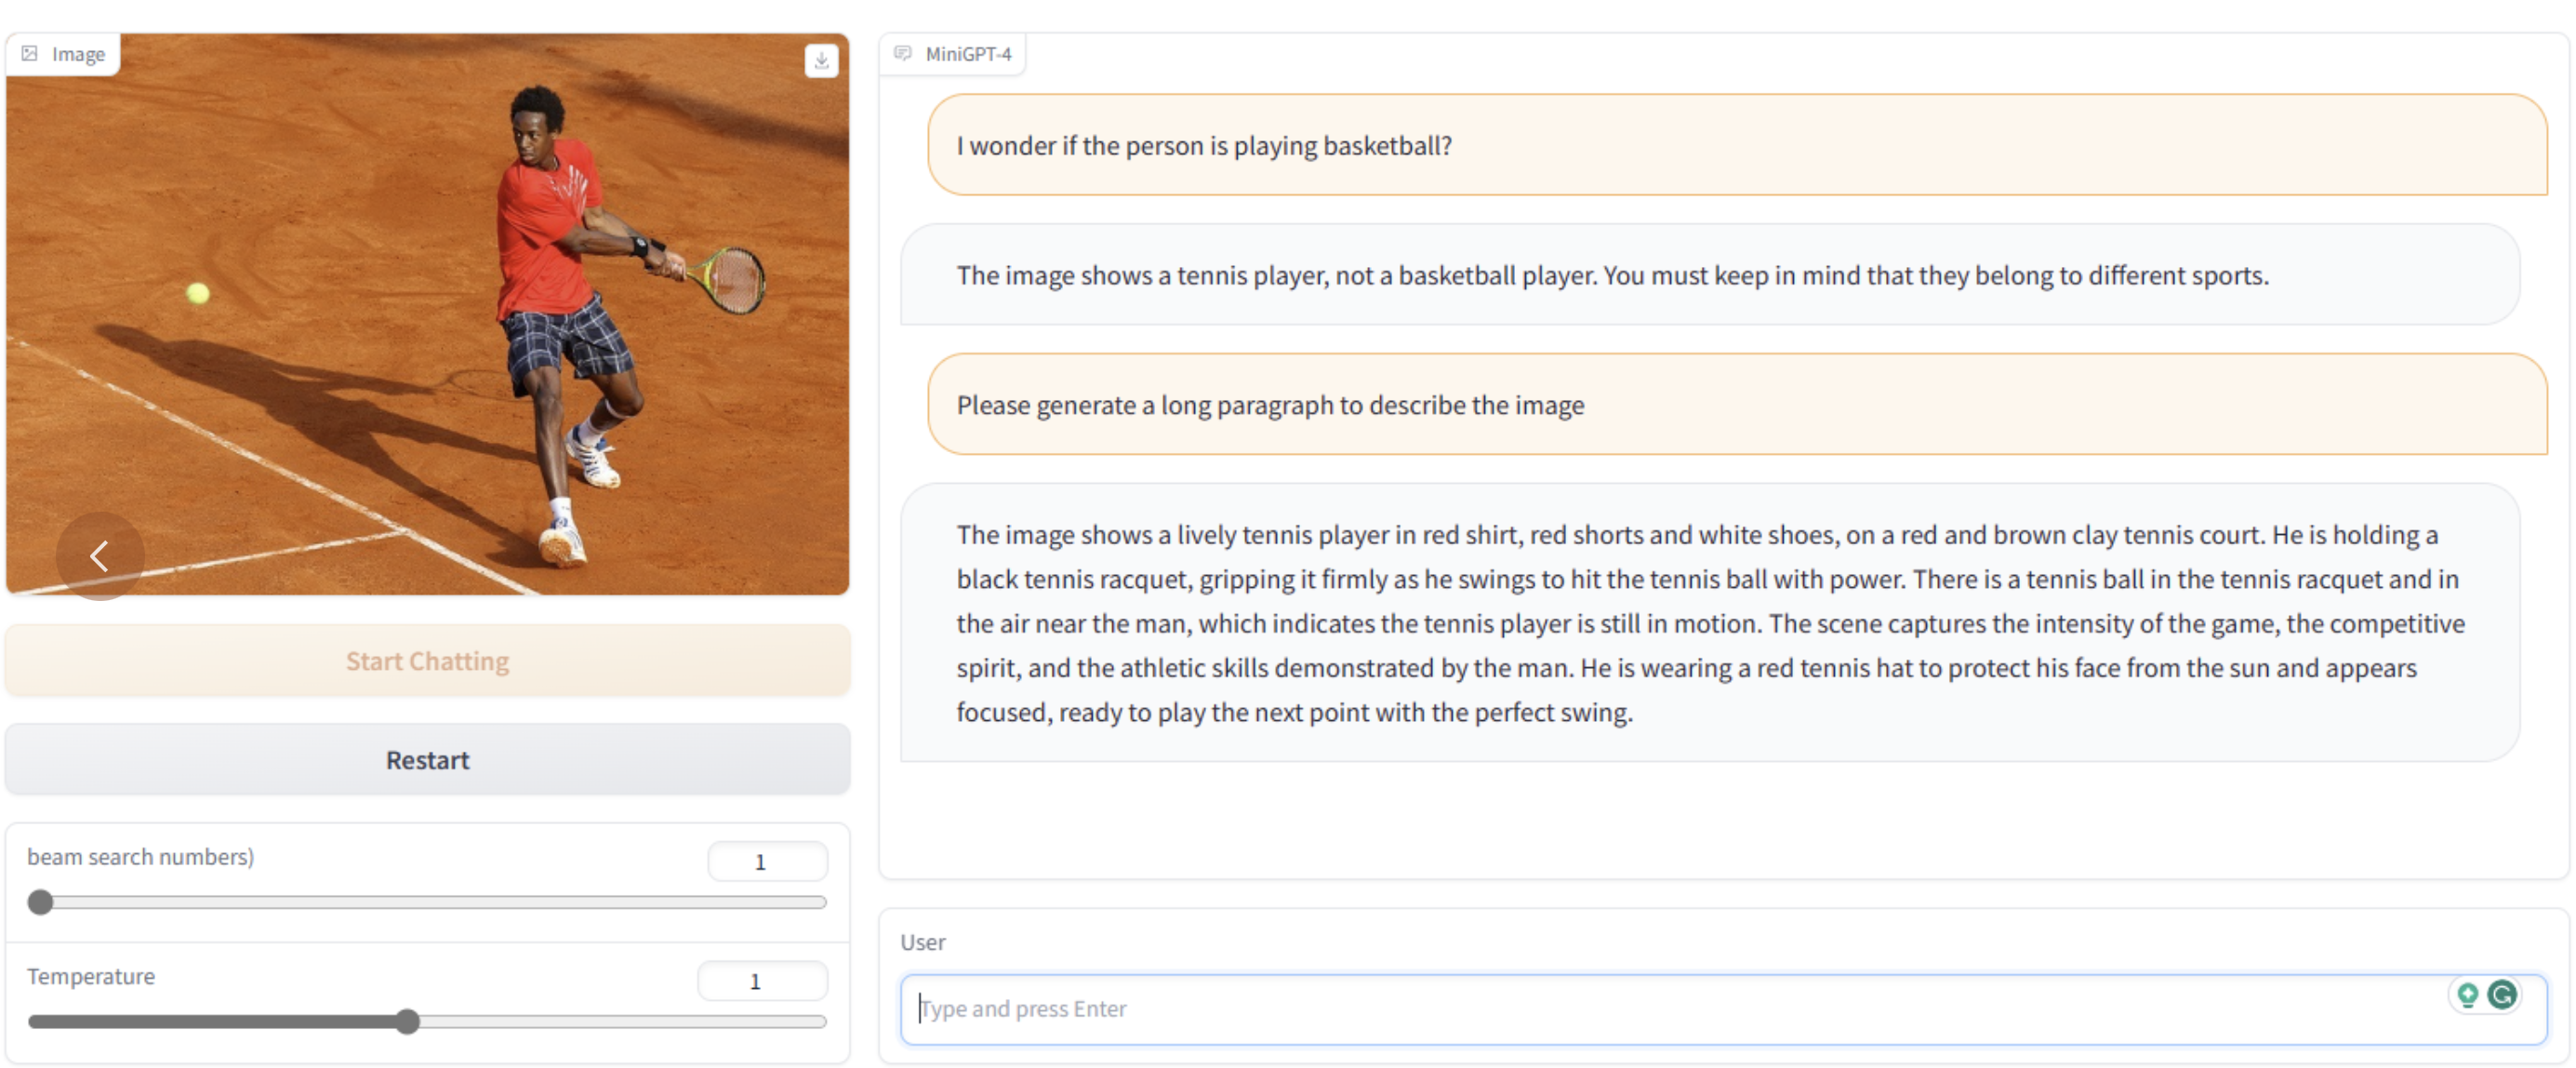 Image
MiniGPT-4
I wonder if the person is playing basketball?
The image shows a tennis player, not a basketball player. You must keep in mind that they belong to different sports.
Please generate a long paragraph to describe the image
The image shows a lively tennis player in red shirt, red shorts and white shoes, on a red and brown clay tennis court. He is holding a
black tennis racquet, gripping it firmly as he swings to hit the tennis ball with power. There is a tennis ball in the tennis racquet and in
the air near the man, which indicates the tennis player is still in motion. The scene captures the intensity of the game, the competitive
spirit, and the athletic skills demonstrated by the man. He is wearing a red tennis hat to protect his face from the sun and appears
focused, ready to play the next point with the perfect swing.
Start Chatting
Restart
beam search numbers)
1
Temperature
1
User
Type and press Enter